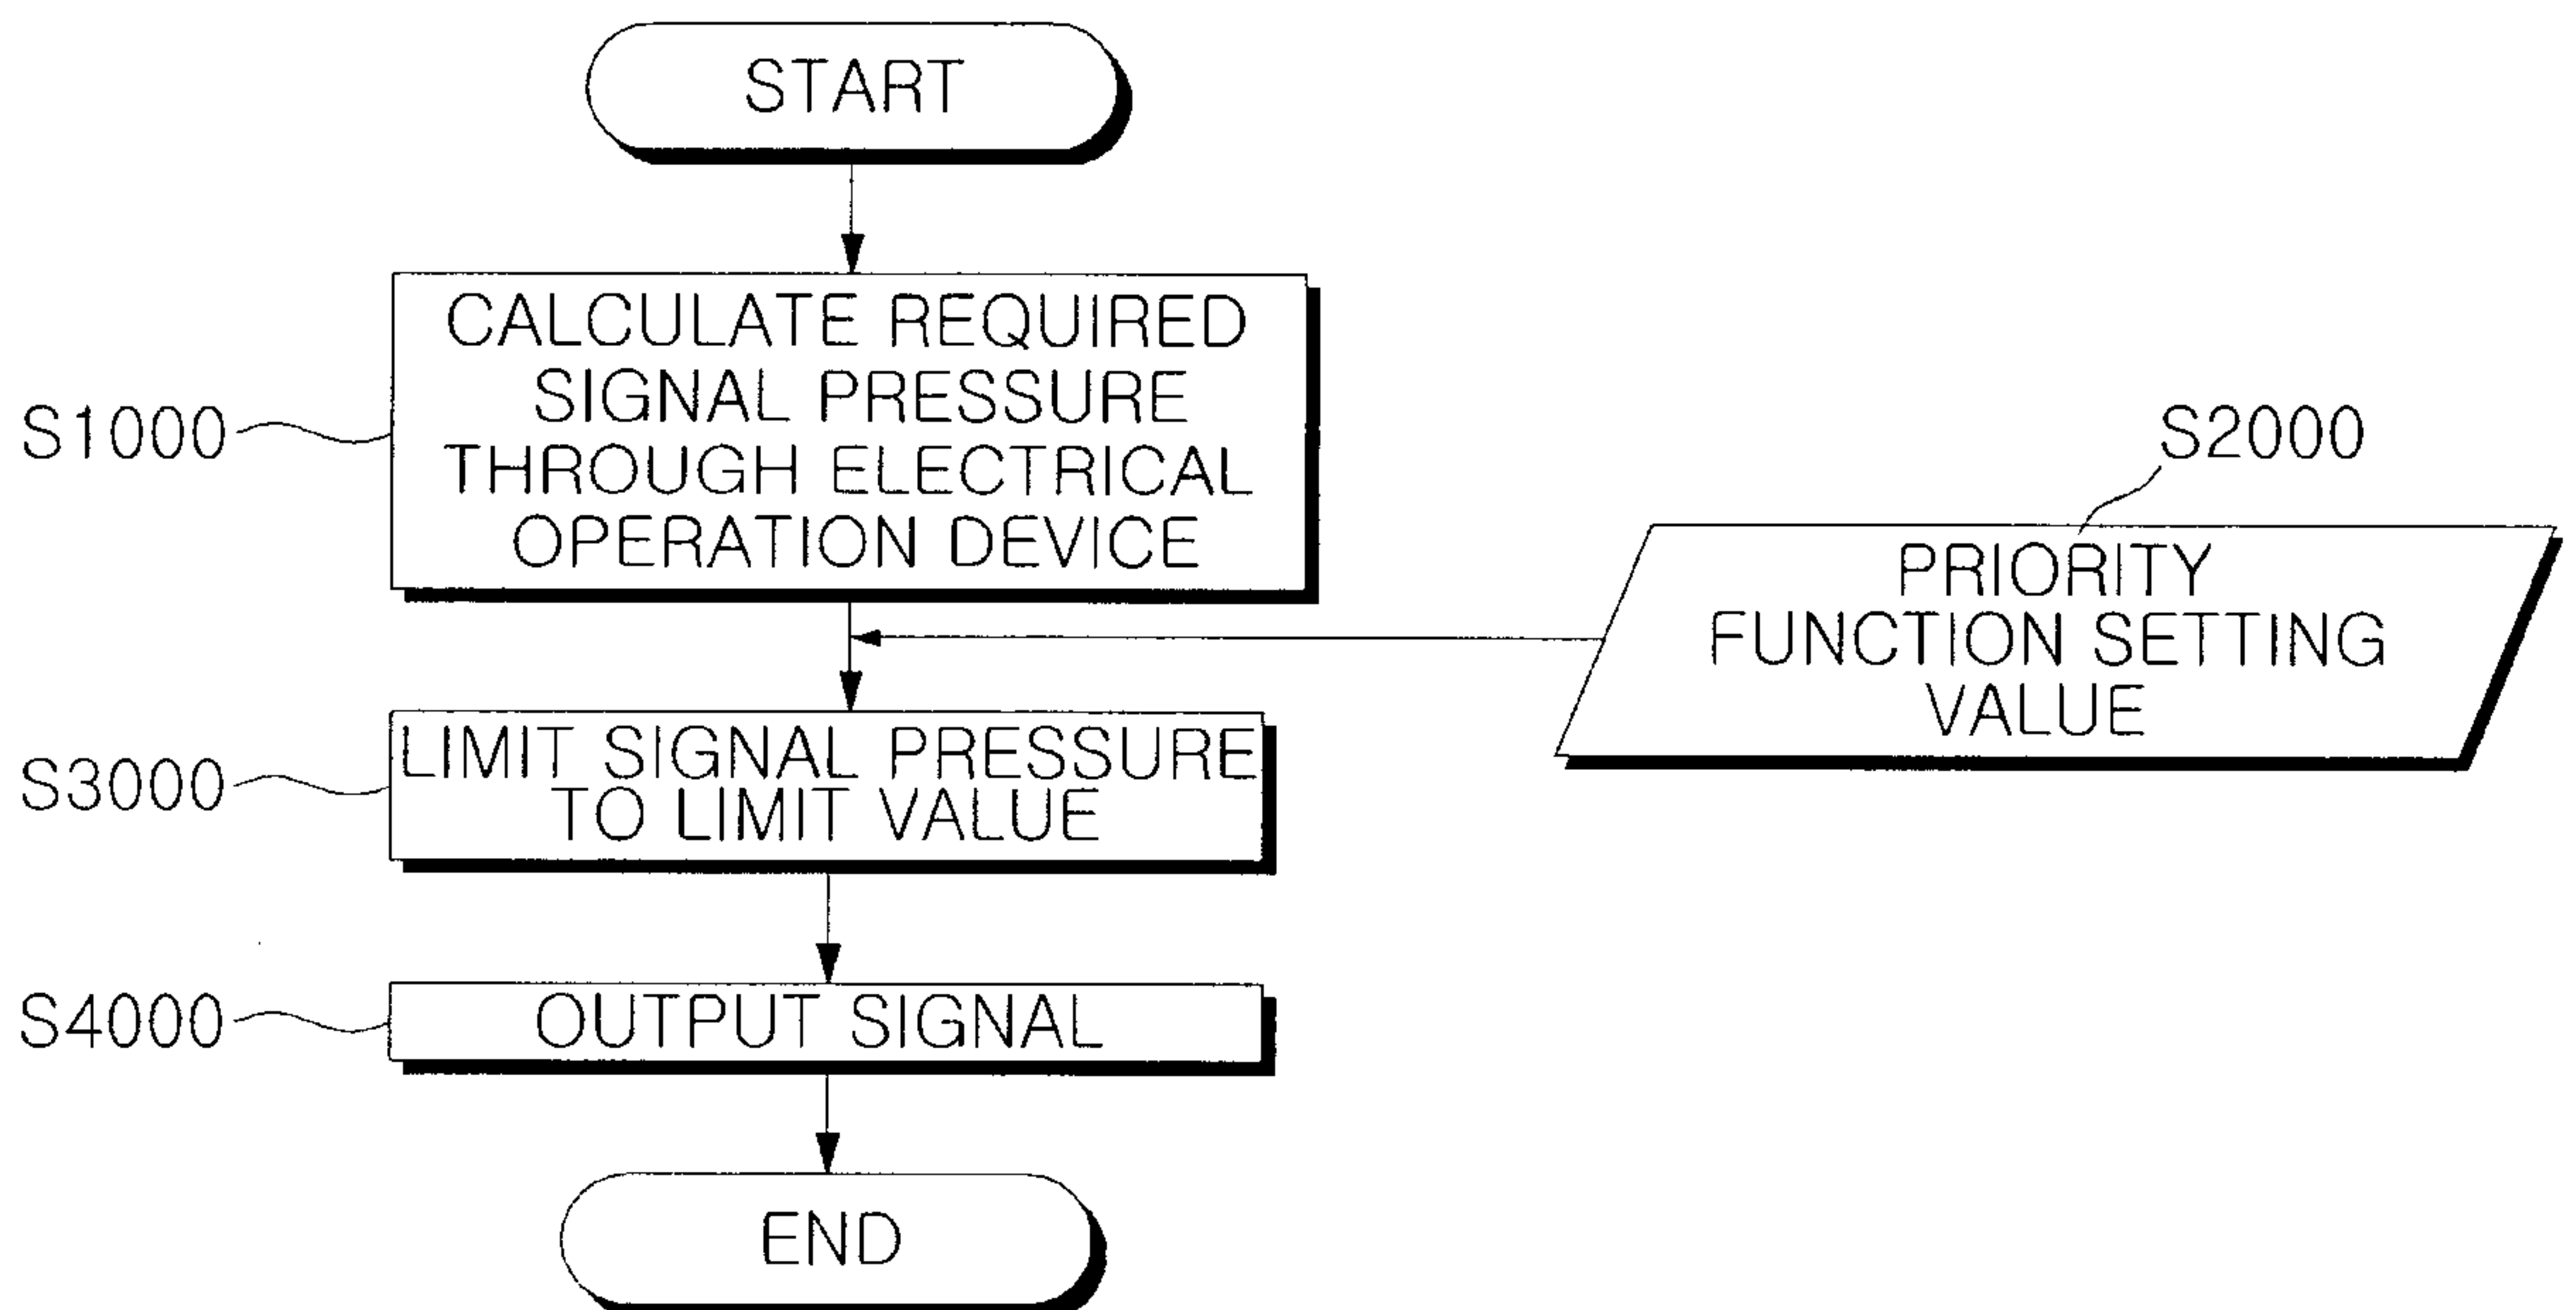 START
S1000
CALCULATE REQUIRED
SIGNAL PRESSURE
THROUGH ELECTRICAL
OPERATION DEVICE
S2000
PRIORITY
FUNCTION SETTING
VALUE
S3000
LIMIT SIGNAL PRESSURE
TO LIMIT VALUE
S4000
OUTPUT SIGNAL
END